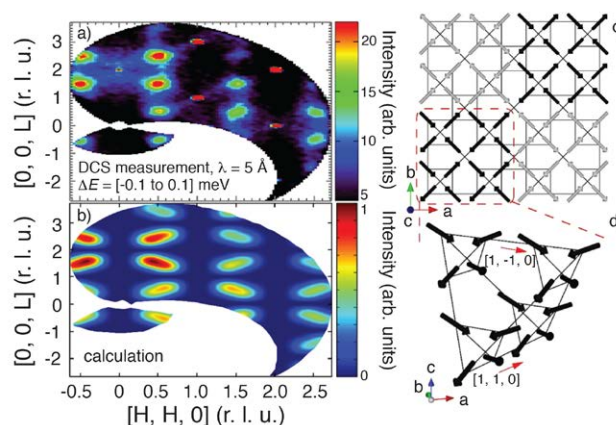 a)
3
2
1
0
-1
-2
[0, 0, L] (r. l. u.)
DCS measurement, λ = 5 Å
ΔE = [-0.1 to 0.1] meV
20
15
10
5
Intensity (arb. units)
b)
3
2
1
0
-1
-2
[0, 0, L] (r. l. u.)
calculation
1
0
Intensity (arb. units)
-0.5 0.0 0.5 1.0 1.5 2.0 2.5
[H, H, 0] (r. l. u.)
c
b
c a
d
[1, -1, 0]
[1, 1, 0]
c
b
a